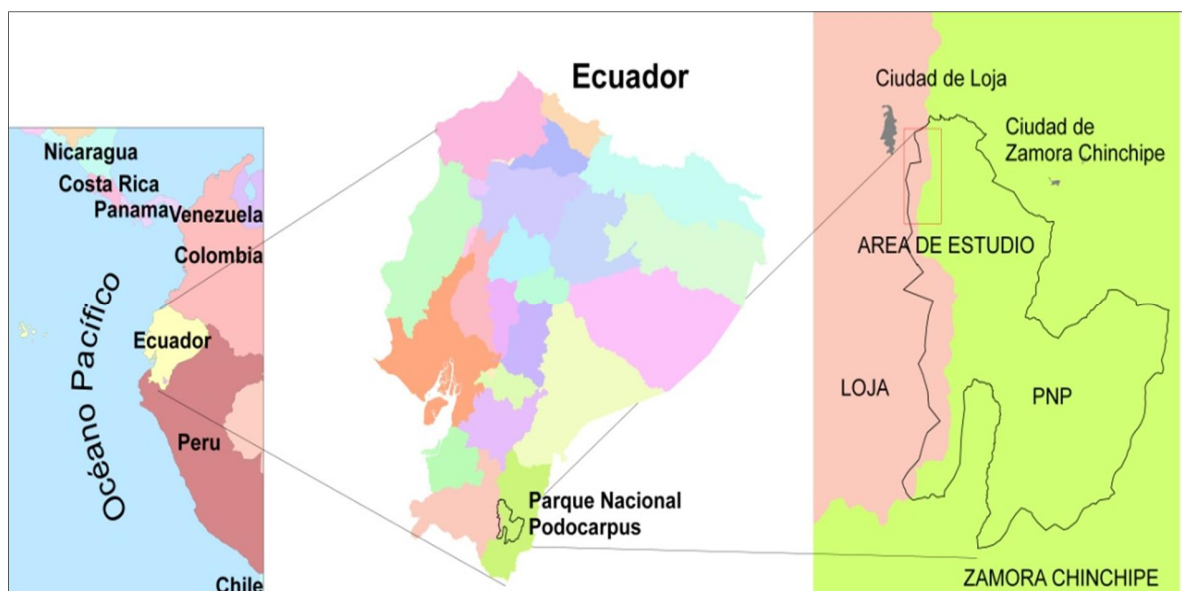 Nicaragua
Costa Rica
Panama
Venezuela
Colombia
Océano Pacífico
Ecuador
Peru
Chile
Ecuador
Parque Nacional
Podocarpus
Ciudad de Loja
Ciudad de
Zamora Chinchipe
AREA DE ESTUDIO
LOJA
PNP
ZAMORA CHINCHIPE